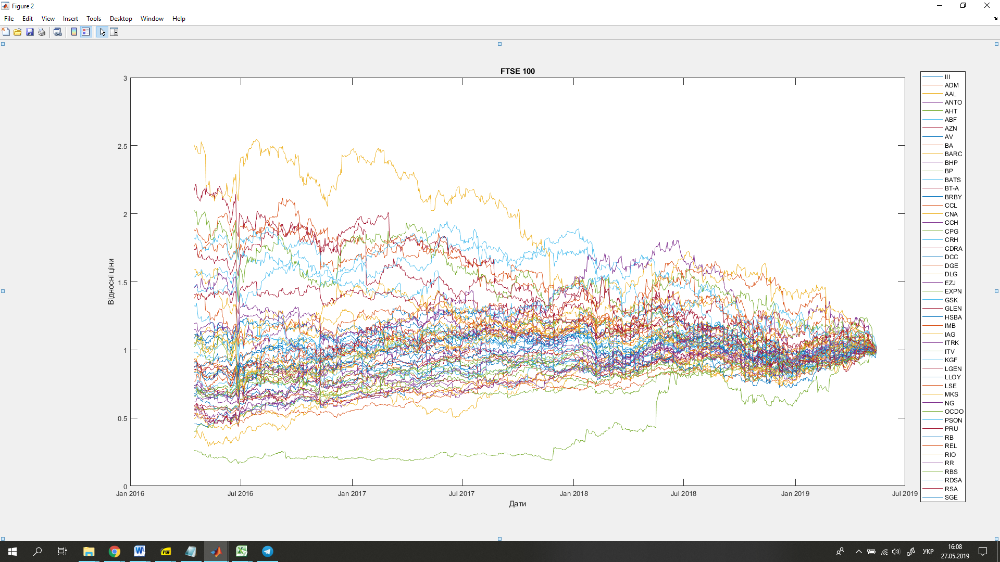 Figure 2
File Edit View Insert Tools Desktop Window Help
FTSE 100
3
2.5
2
1.5
1
0.5
0
Відносні ціни
Jan 2016 Jul 2016 Jan 2017 Jul 2017 Jan 2018 Jul 2018 Jan 2019 Jul 2019
Дати
III
ADM
AAL
ANTO
AHT
ABF
AZN
AV
BA
BARC
BHP
BP
BATS
BT-A
BRBY
CCL
CNA
CCH
CPG
CRH
CDRA
DCC
DGE
DLG
EZJ
EXPN
GSK
GLEN
HSBA
IMB
IAG
ITRK
ITV
KGF
LGEN
LLOY
LSE
MKS
NG
OCDO
PSON
PRU
RB
REL
RIO
RR
RBS
RDSA
RSA
SGE
PDF
УКР
16:08
27.05.2019